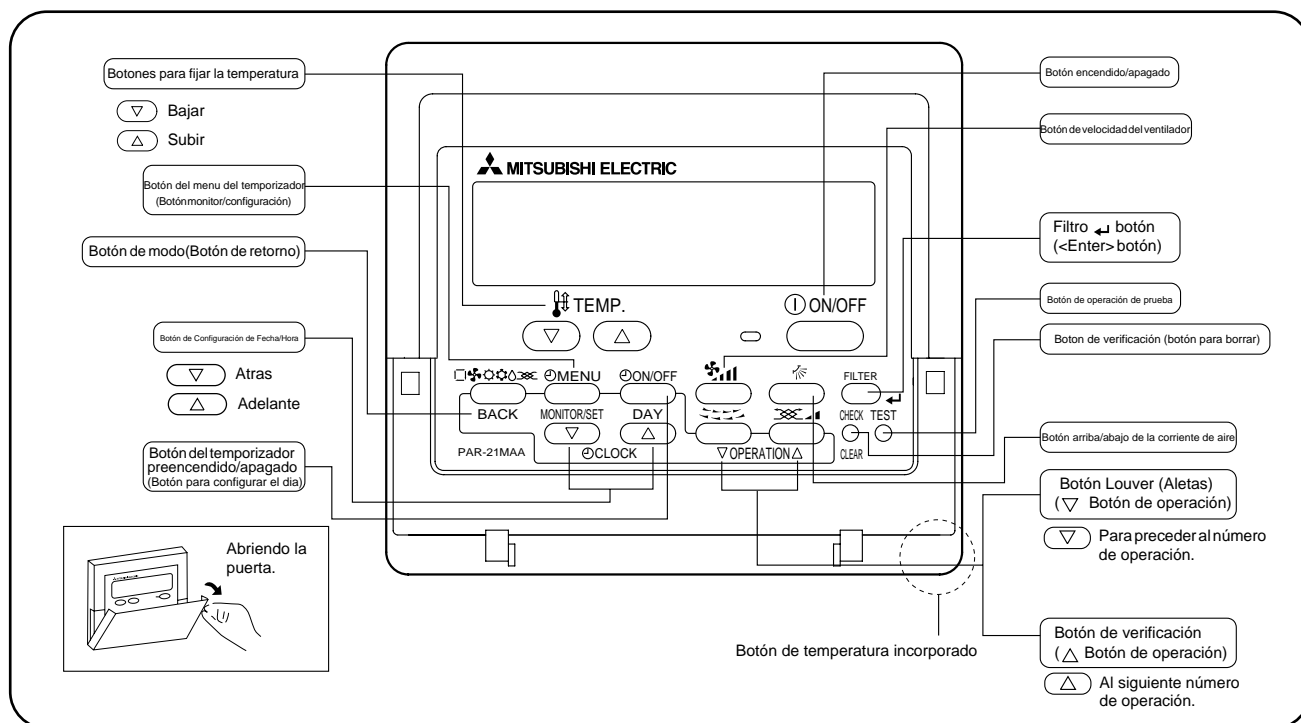 Botones para fijar la temperatura
Bajar
Subir
Botón del menu del temporizador
(Botón monitor/configuración)
Botón de modo(Botón de retorno)
Botón de Configuración de Fecha/Hora
Atras
Adelante
Botón del temporizador
preencendido/apagado
(Botón para configurar el dia)
Abriendo la
puerta.
MITSUBISHI ELECTRIC
TEMP.
ON/OFF
MENU
ON/OFF
FILTER
BACK
MONITOR/SET
DAY
CHECK TEST
PAR-21MAA
CLOCK
▽OPERATION△
CLEAR
Botón de temperatura incorporado
Botón encendido/apagado
Botón de velocidad del ventilador
Filtro ↵ botón
(<Enter> botón)
Botón de operación de prueba
Boton de verificación (botón para borrar)
Botón arriba/abajo de la corriente de aire
Botón Louver (Aletas)
(▽ Botón de operación)
Para preceder al número
de operación.
Botón de verificación
(△ Botón de operación)
Al siguiente número
de operación.